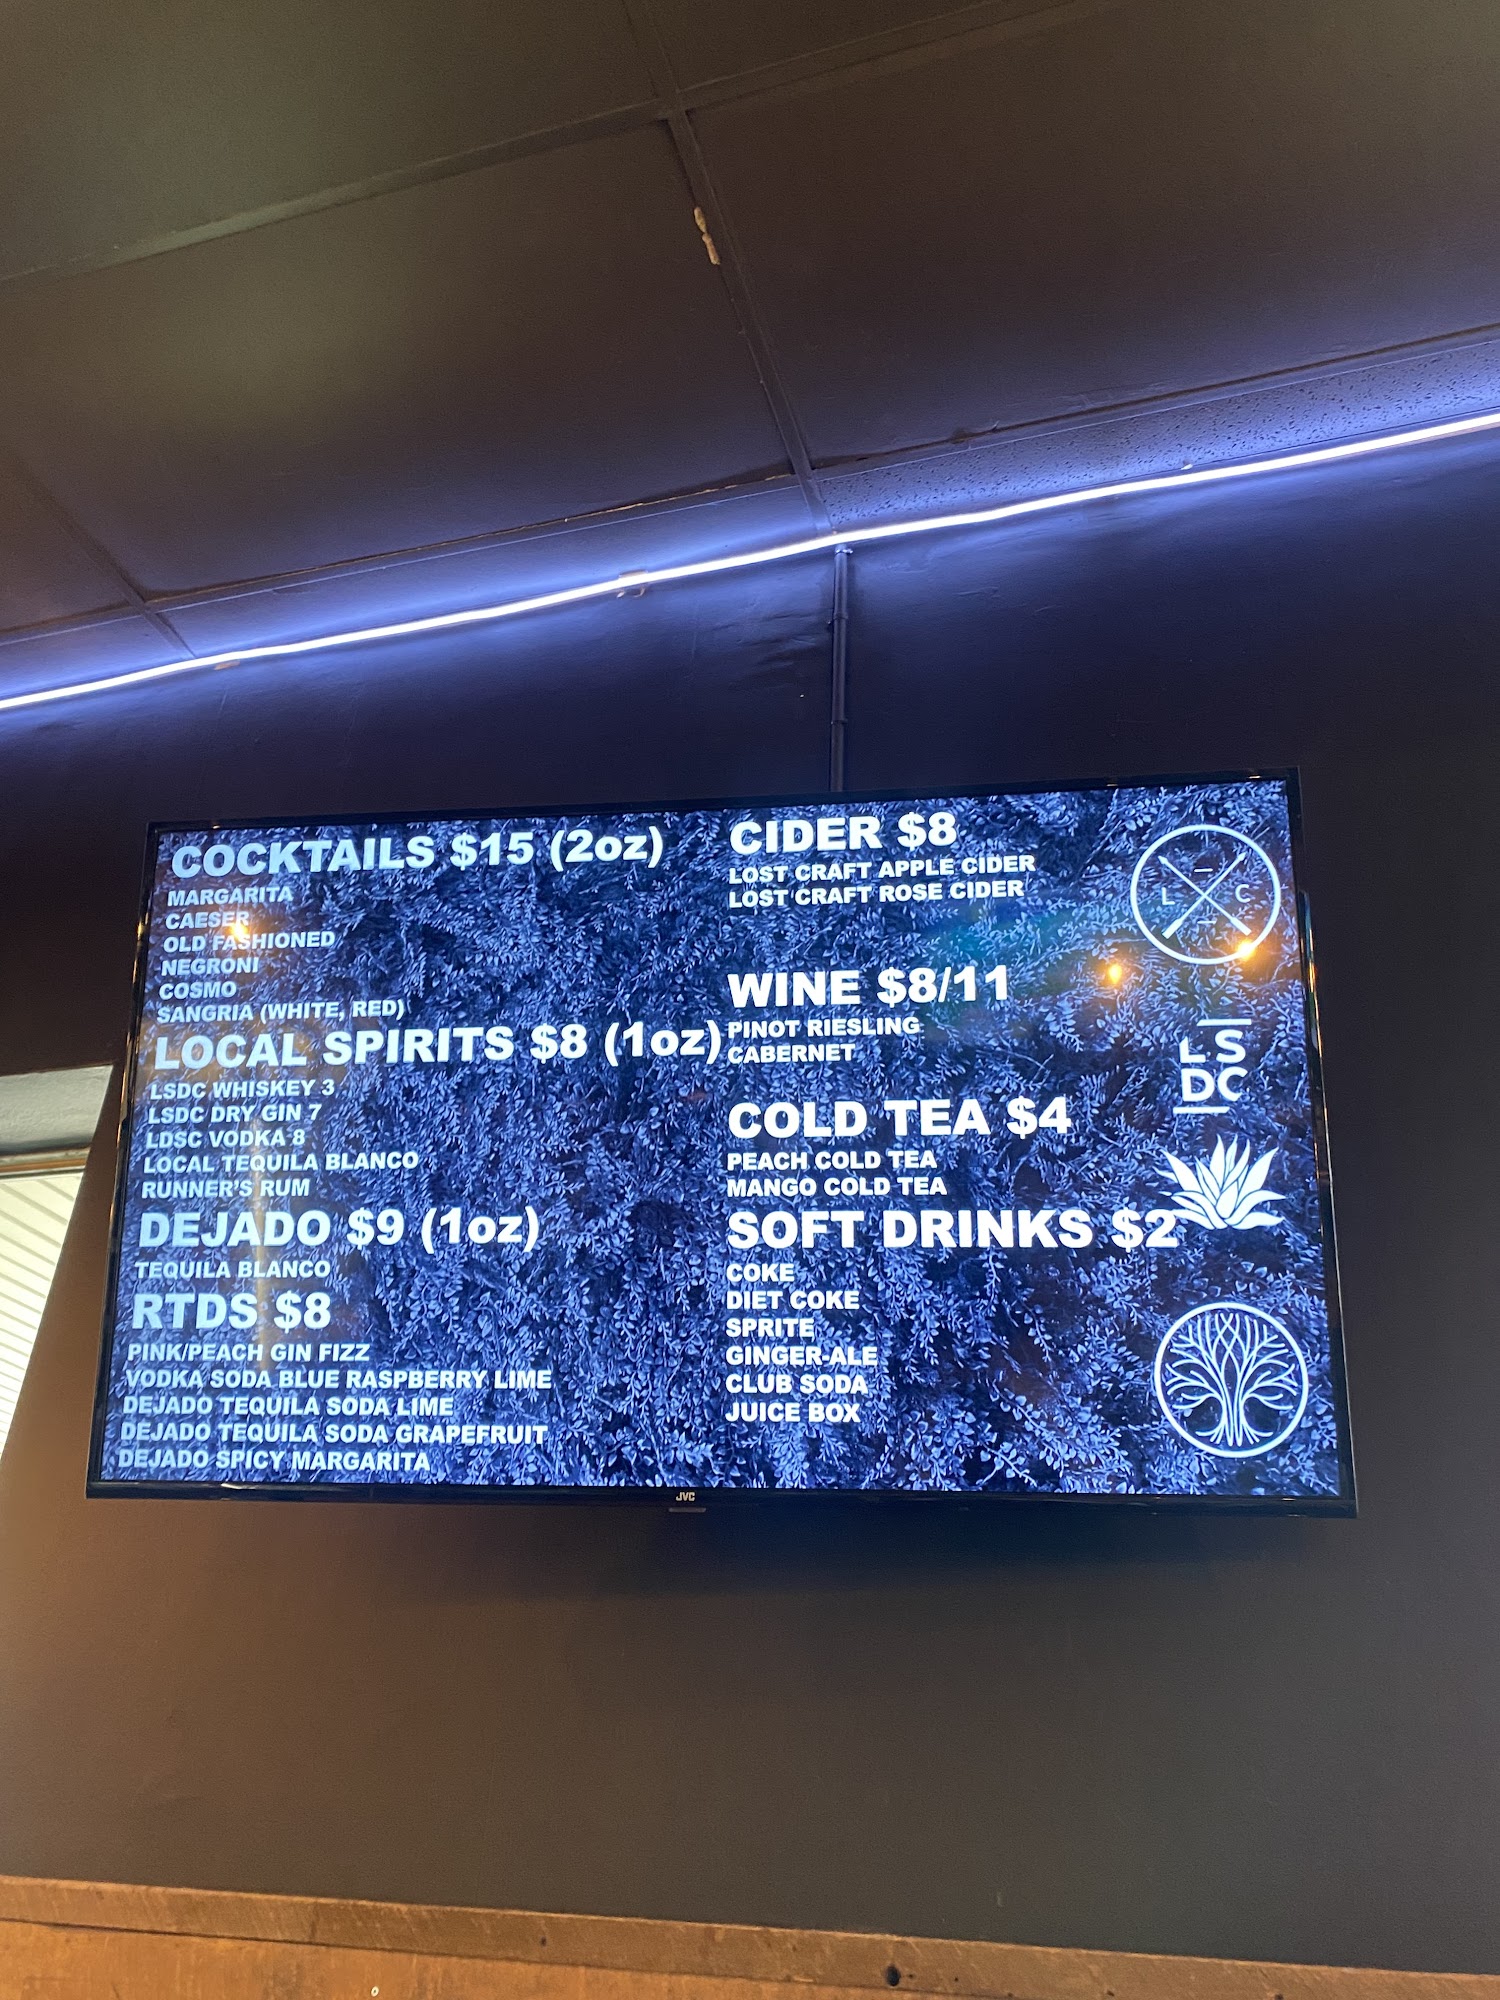 COCKTAILS $15 (2oz)
MARGARITA
CAESER
OLD FASHIONED
NEGRONI
COSMO
SANGRIA (WHITE, RED)
LOCAL SPIRITS $8 (1oz)
LSDC WHISKEY 3
LSDC DRY GIN 7
LDSC VODKA 8
LOCAL TEQUILA BLANCO
RUNNER'S RUM
DEJADO $9 (1oz)
TEQUILA BLANCO
RTDS $8
PINK/PEACH GIN FIZZ
VODKA SODA BLUE RASPBERRY LIME
DEJADO TEQUILA SODA LIME
DEJADO TEQUILA SODA GRAPEFRUIT
DEJADO SPICY MARGARITA
CIDER $8
LOST CRAFT APPLE CIDER
LOST CRAFT ROSE CIDER
WINE $8/11
PINOT RIESLING
CABERNET
COLD TEA $4
PEACH COLD TEA
MANGO COLD TEA
SOFT DRINKS $2
COKE
DIET COKE
SPRITE
GINGER-ALE
CLUB SODA
JUICE BOX
L C
LS
DC
JVC